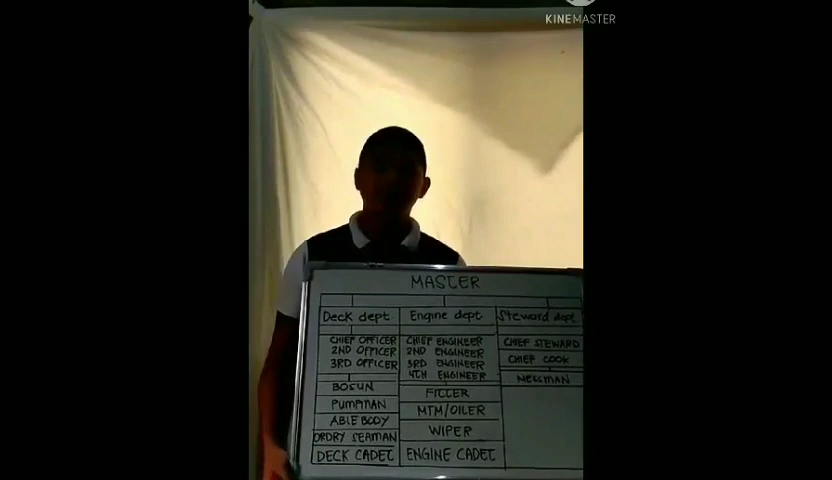 KINEMASTER
MASTER
Deck dept
Engine dept
Steward dept
CHIEF OFFICER
2ND OFFICER
3RD OFFICER
CHIEF ENGINEER
2ND ENGINEER
3RD ENGINEER
4TH ENGINEER
CHIEF STEWARD
CHIEF COOK
MESSMAN
BOSUN
PUMPMAN
ABLE BODY
ORDRY SEAMAN
DECK CADET
FITTER
MTM/OILER
WIPER
ENGINE CADET